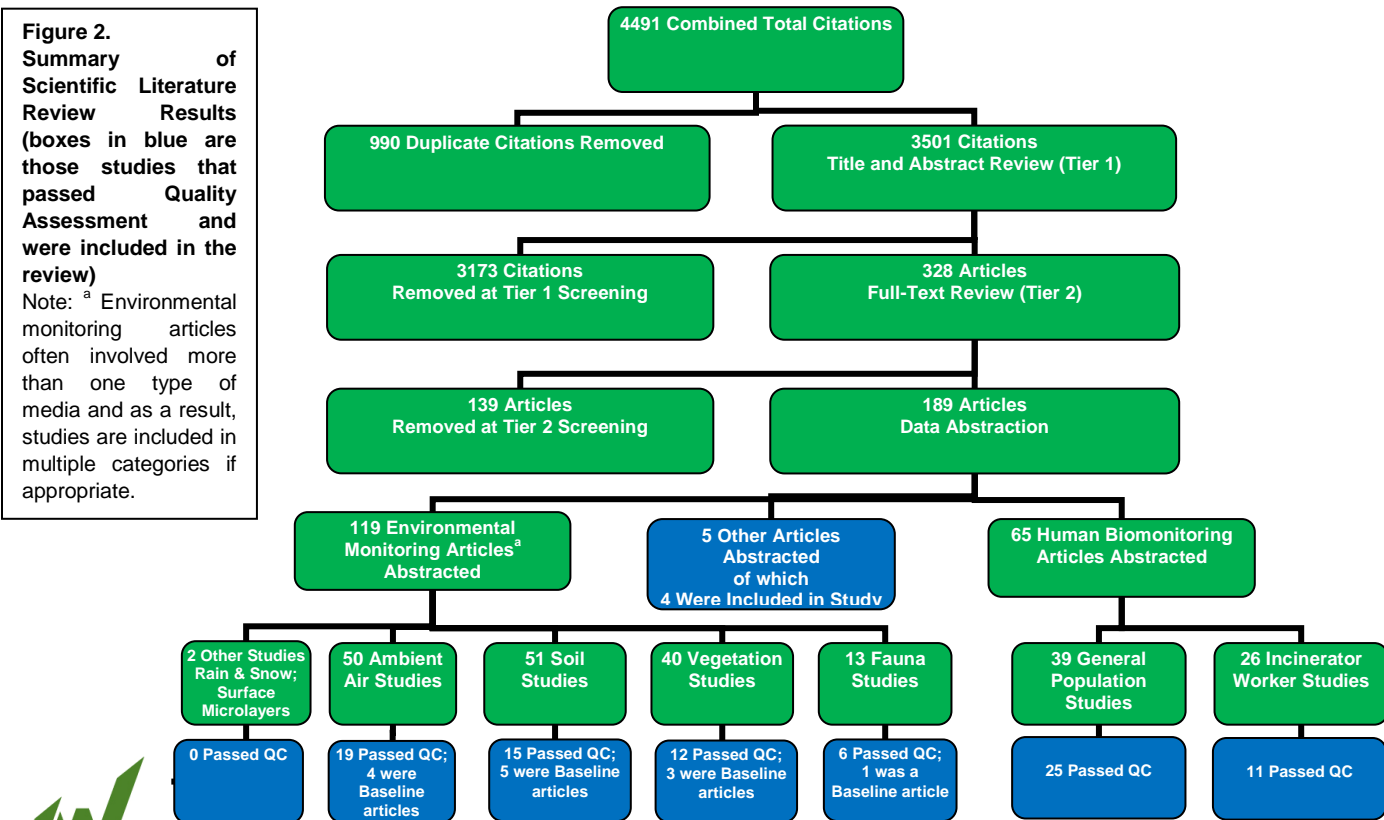 Figure 2.
Summary of
Scientific Literature
Review Results
(boxes in blue are
those studies that
passed Quality
Assessment and
were included in the
review)
Note: a Environmental
monitoring articles
often involved more
than one type of
media and as a result,
studies are included in
multiple categories if
appropriate.
4491 Combined Total Citations
990 Duplicate Citations Removed
3501 Citations
Title and Abstract Review (Tier 1)
3173 Citations
Removed at Tier 1 Screening
328 Articles
Full-Text Review (Tier 2)
139 Articles
Removed at Tier 2 Screening
189 Articles
Data Abstraction
119 Environmental
Monitoring Articlesa
Abstracted
5 Other Articles
Abstracted
of which
4 Were Included in Study
65 Human Biomonitoring
Articles Abstracted
2 Other Studies
Rain & Snow;
Surface
Microlayers
50 Ambient
Air Studies
51 Soil
Studies
40 Vegetation
Studies
13 Fauna
Studies
39 General
Population
Studies
26 Incinerator
Worker Studies
0 Passed QC
19 Passed QC;
4 were
Baseline
articles
15 Passed QC;
5 were Baseline
articles
12 Passed QC;
3 were Baseline
articles
6 Passed QC;
1 was a
Baseline article
25 Passed QC
11 Passed QC